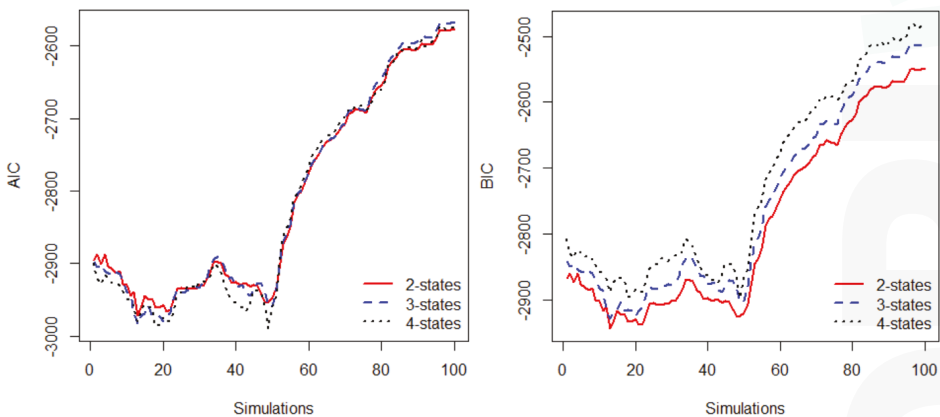 AIC
-2600
-2700
-2800
-2900
-3000
0 20 40 60 80 100
Simulations
2-states
3-states
4-states
BIC
-2500
-2600
-2700
-2800
-2900
0 20 40 60 80 100
Simulations
2-states
3-states
4-states